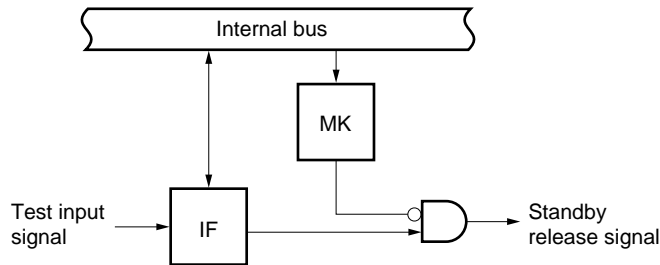 Internal bus
MK
Test input
signal
IF
Standby
release signal